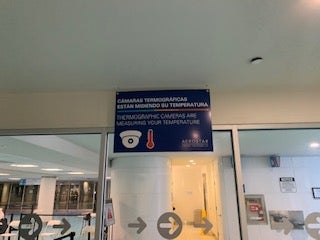 CÁMARAS TERMOGRÁFICAS
ESTÁN MIDIENDO SU TEMPERATURA
THERMOGRAPHIC CAMERAS ARE
MEASURING YOUR TEMPERATURE
AEROSTAR